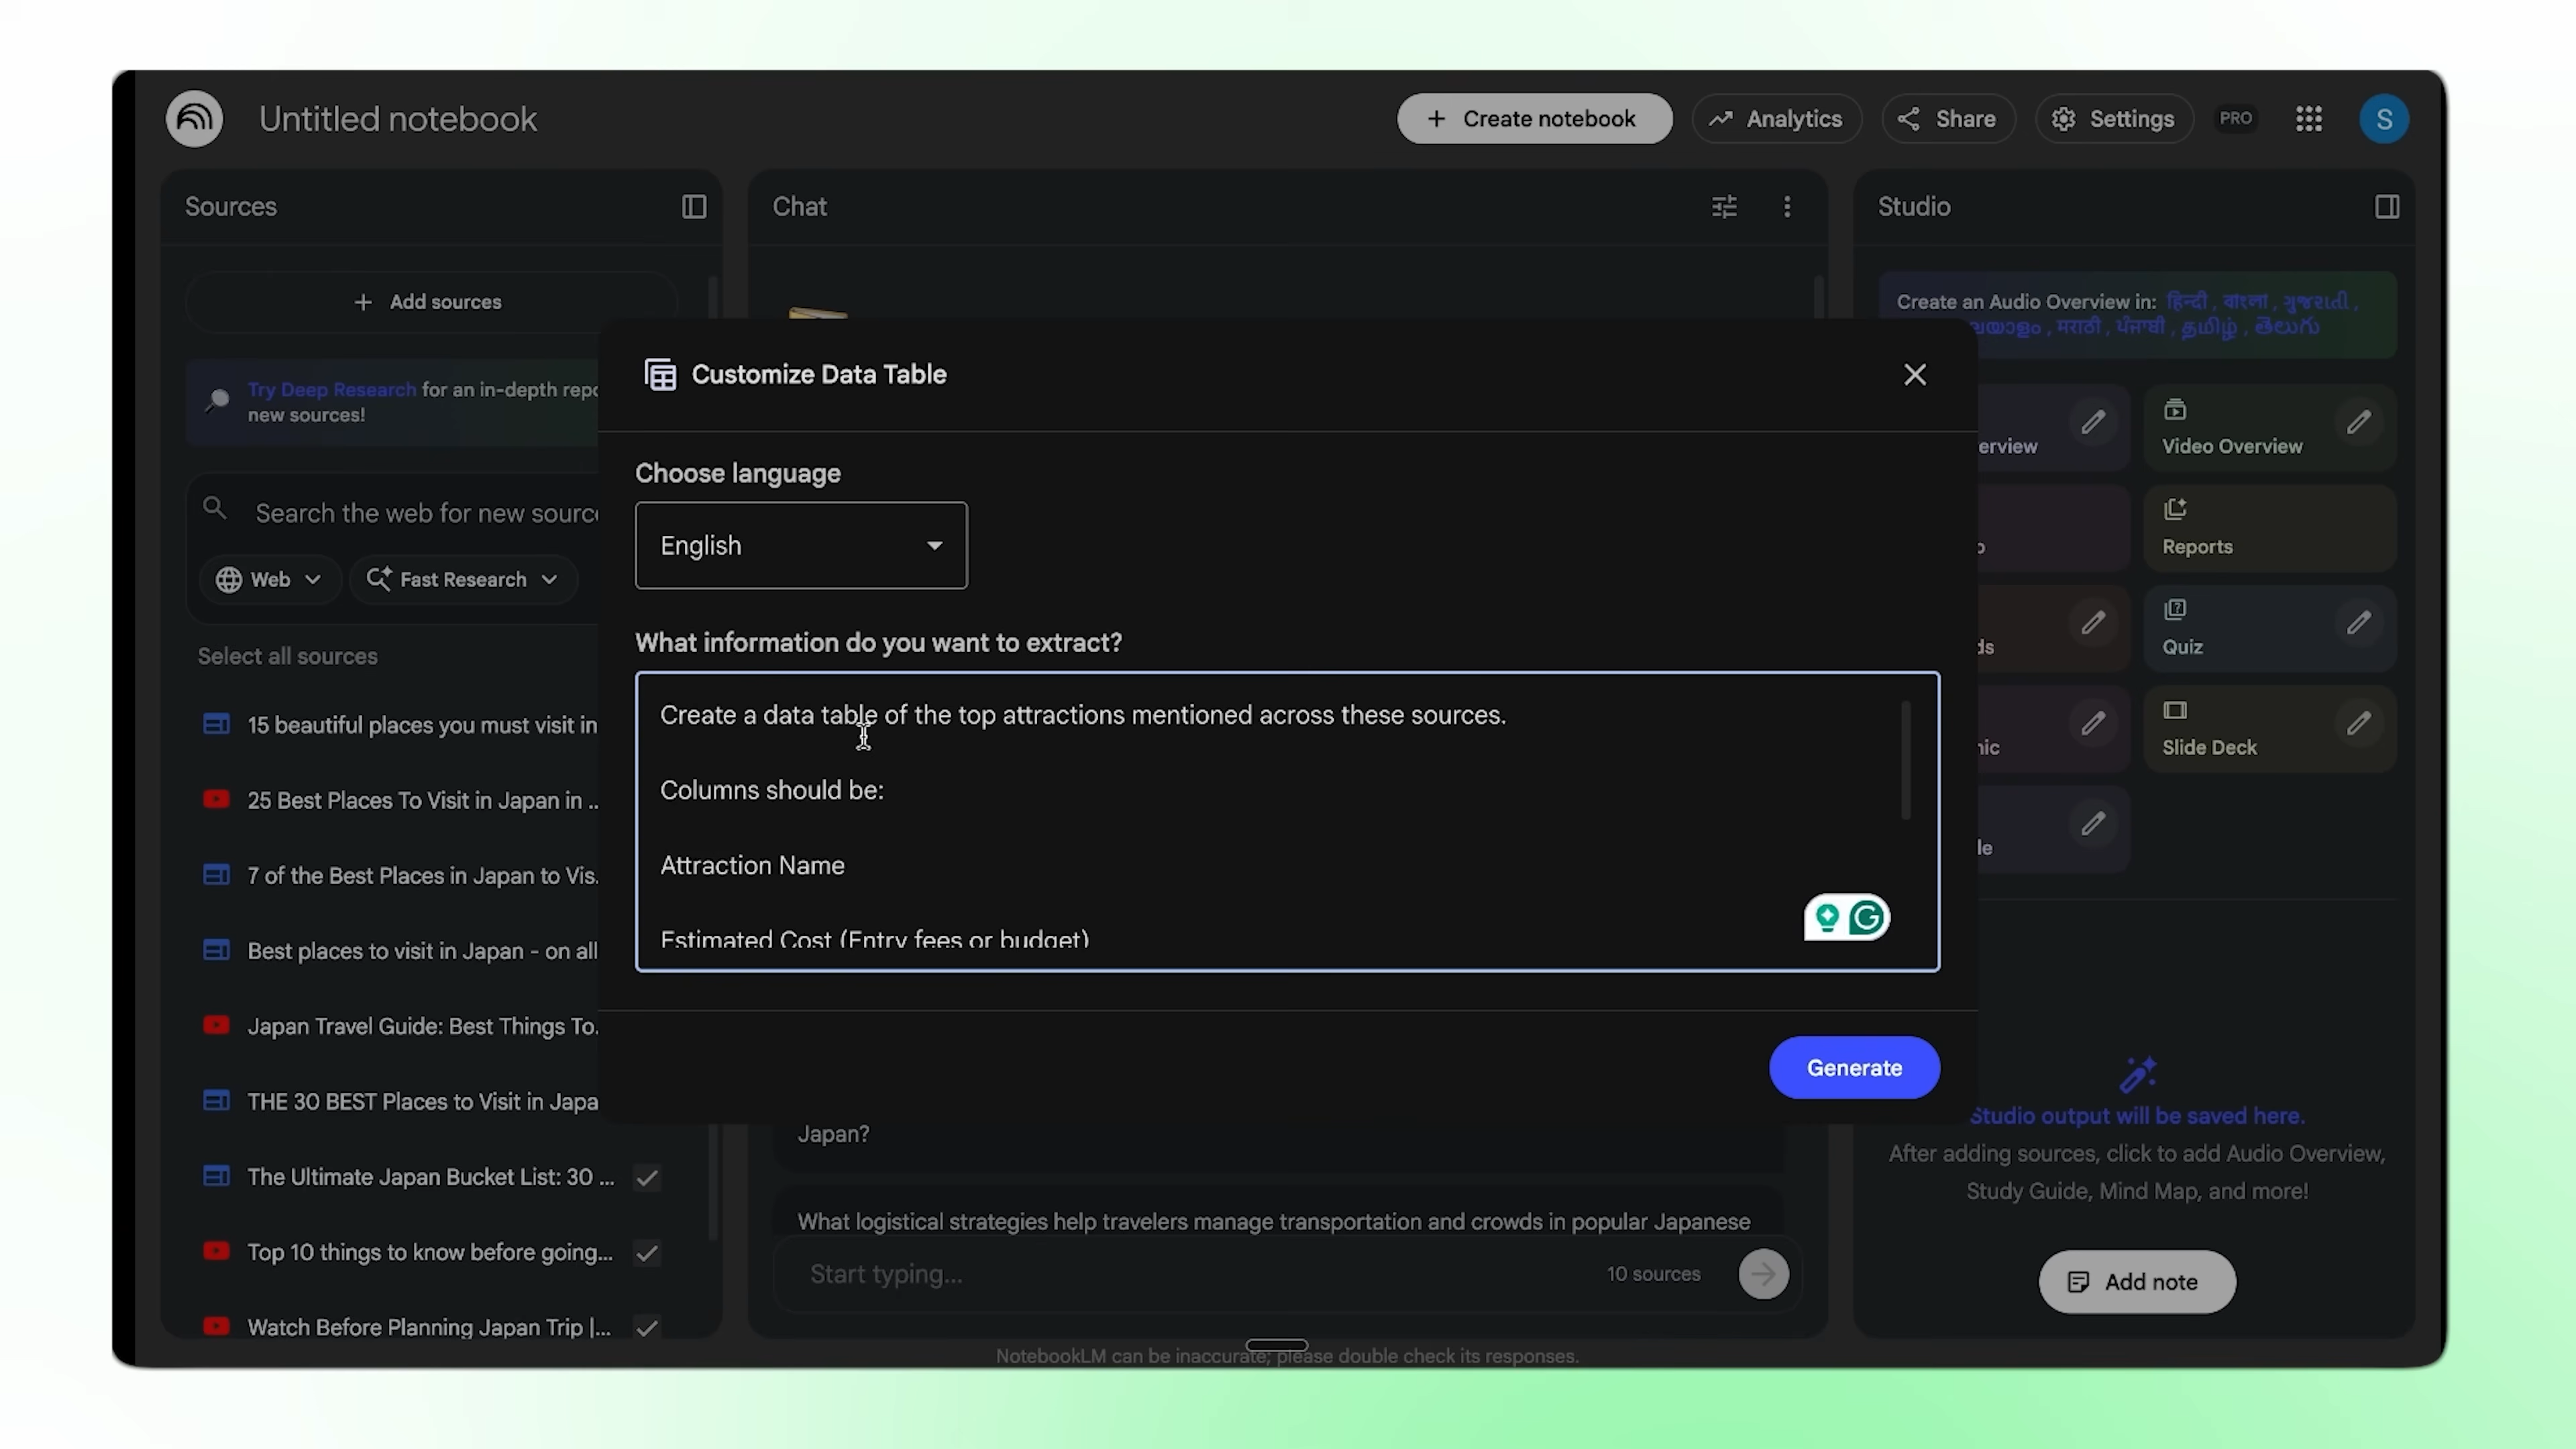 Untitled notebook
+ Create notebook
Analytics
Share
Settings
PRO
S
Sources
Add sources
Try Deep Research for an in-depth
new sources!
Search the web for new
Web
Fast Research
Select all sources
15 beautiful places you must visit in
25 Best Places To Visit in Japan in ...
7 of the Best Places in Japan to
Best places to visit in Japan - on
Japan Travel Guide: Best Things To
THE 30 BEST Places to Visit in
The Ultimate Japan Bucket List: 30 ...
Top 10 things to know before going...
Watch Before Planning Japan Trip |...
Chat
Customize Data Table
Choose language
English
What information do you want to extract?
Create a data table of the top attractions mentioned across these sources.
Columns should be:
Attraction Name
Estimated Cost (Entry fees or budget)
Generate
Japan?
What logistical strategies help travelers manage transportation and crowds in popular Japanese
Start typing...
10 sources
Studio
Create an Audio Overview in: हिन्दी , বাংলা , ગુજરાતી ,
मराठी , ਪੰਜਾਬੀ , தமிழ் , తెలుగు
Video Overview
Reports
Quiz
Slide Deck
Studio output will be saved here.
After adding sources, click to add Audio Overview,
Study Guide, Mind Map, and more!
Add note
NotebookLM can be inaccurate; please double check its responses.